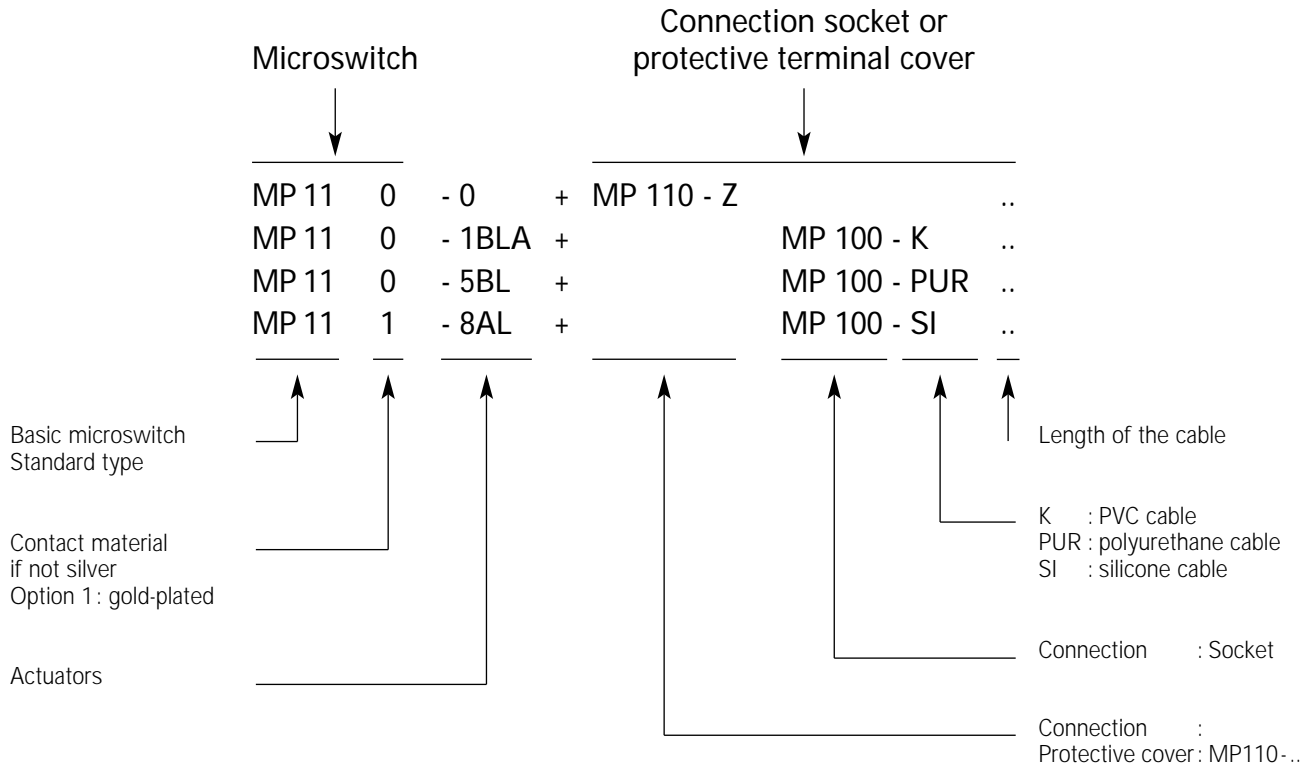 Connection socket or
Microswitch protective terminal cover
MP 11 0 - 0 + MP 110 - Z ..
MP 11 0 - 1BLA + MP 100 - K ..
MP 11 0 - 5BL + MP 100 - PUR ..
MP 11 1 - 8AL + MP 100 - SI ..
Basic microswitch
Standard type
Length of the cable
Contact material
if not silver
Option 1 : gold-plated
K : PVC cable
PUR : polyurethane cable
SI : silicone cable
Actuators
Connection : Socket
Connection :
Protective cover : MP110-..